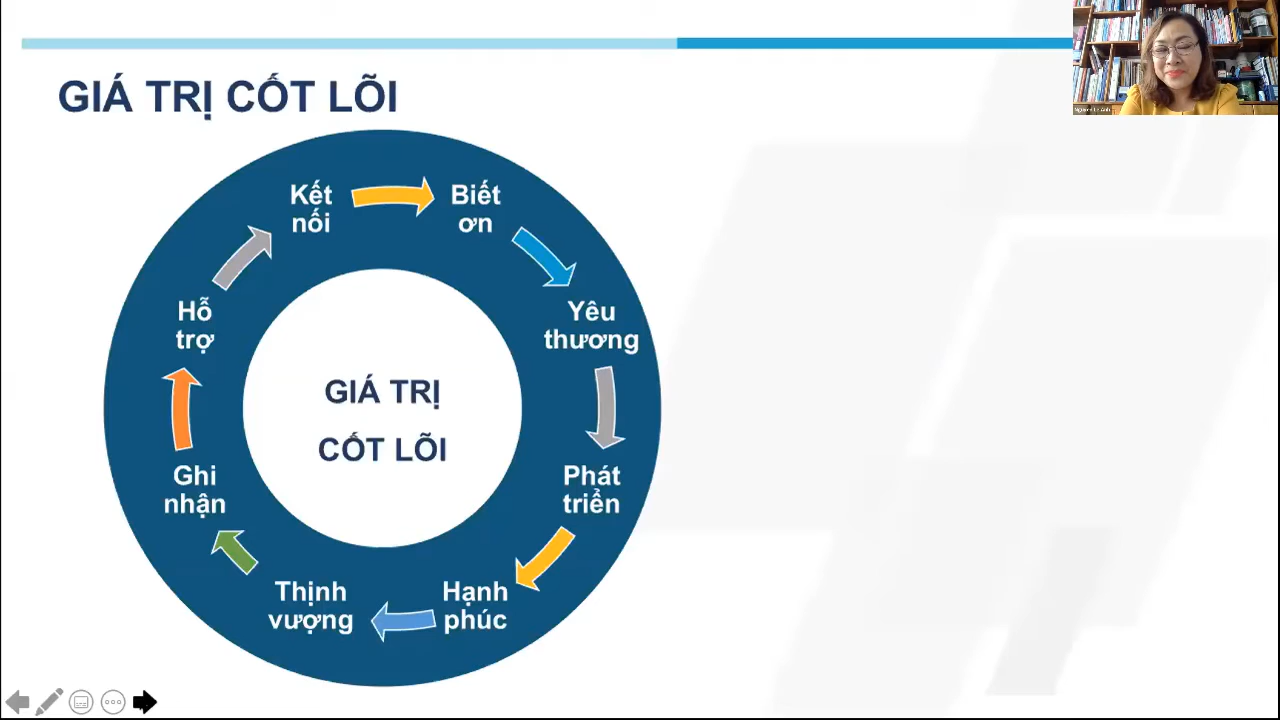 GIÁ TRỊ CỐT LÕI
Kết
nối
Biết
ơn
Yêu
thương
Phát
triển
Hạnh
phúc
Thịnh
vượng
Ghi
nhận
Hỗ
trợ
GIÁ TRỊ
CỐT LÕI